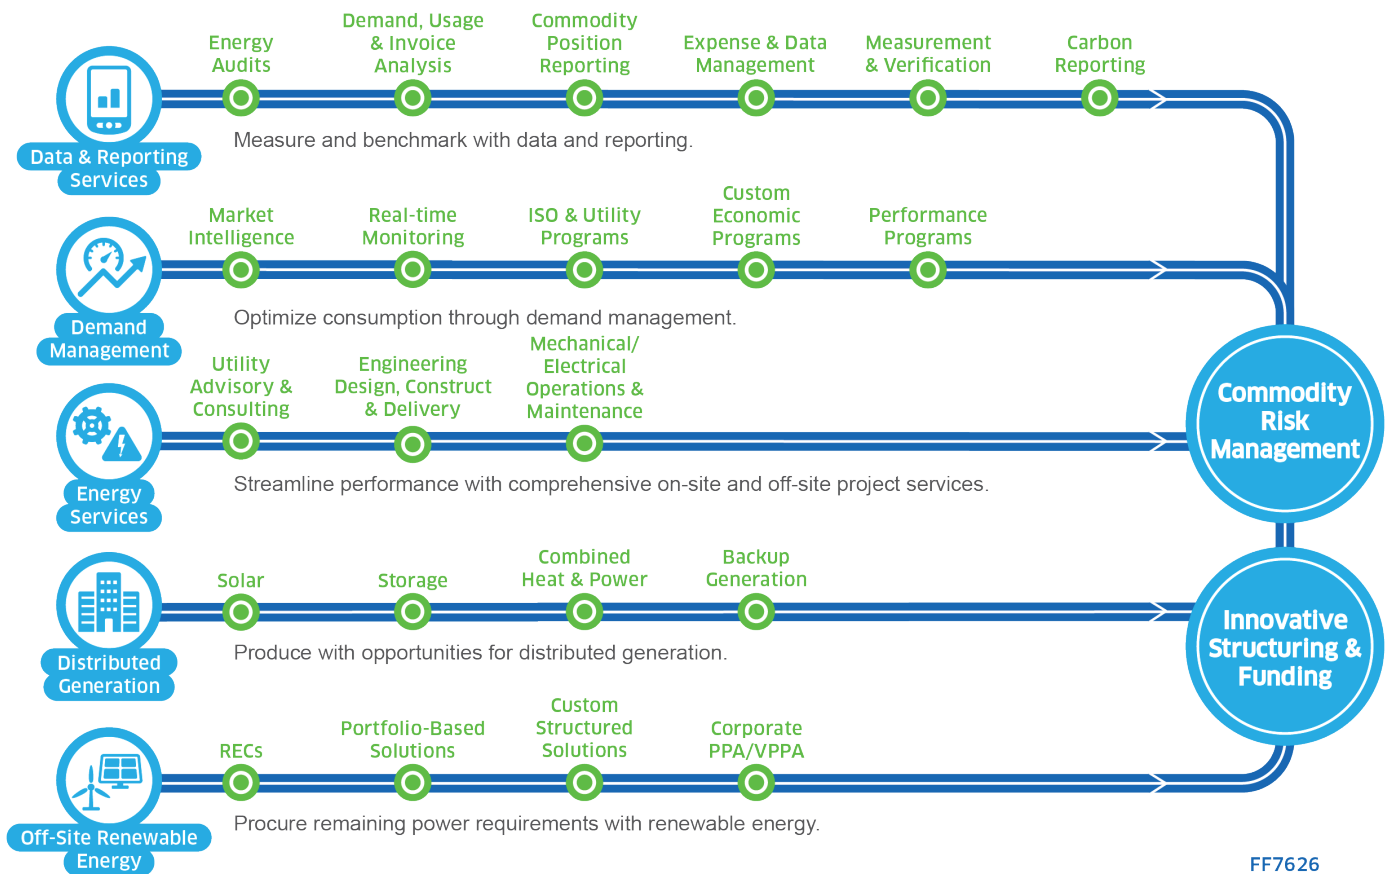 Energy
Audits
Demand, Usage
& Invoice
Analysis
Commodity
Position
Reporting
Expense & Data
Management
Measurement
& Verification
Carbon
Reporting
Data & Reporting
Services
Measure and benchmark with data and reporting.
Market
Intelligence
Real-time
Monitoring
ISO & Utility
Programs
Custom
Economic
Programs
Performance
Programs
Demand
Management
Optimize consumption through demand management.
Utility
Advisory &
Consulting
Engineering
Design, Construct
& Delivery
Mechanical/
Electrical
Operations &
Maintenance
Energy
Services
Streamline performance with comprehensive on-site and off-site project services.
Commodity
Risk
Management
Solar
Storage
Combined
Heat & Power
Backup
Generation
Distributed
Generation
Produce with opportunities for distributed generation.
Innovative
Structuring &
Funding
RECs
Portfolio-Based
Solutions
Custom
Structured
Solutions
Corporate
PPA/VPPA
Off-Site Renewable
Energy
Procure remaining power requirements with renewable energy.
FF7626